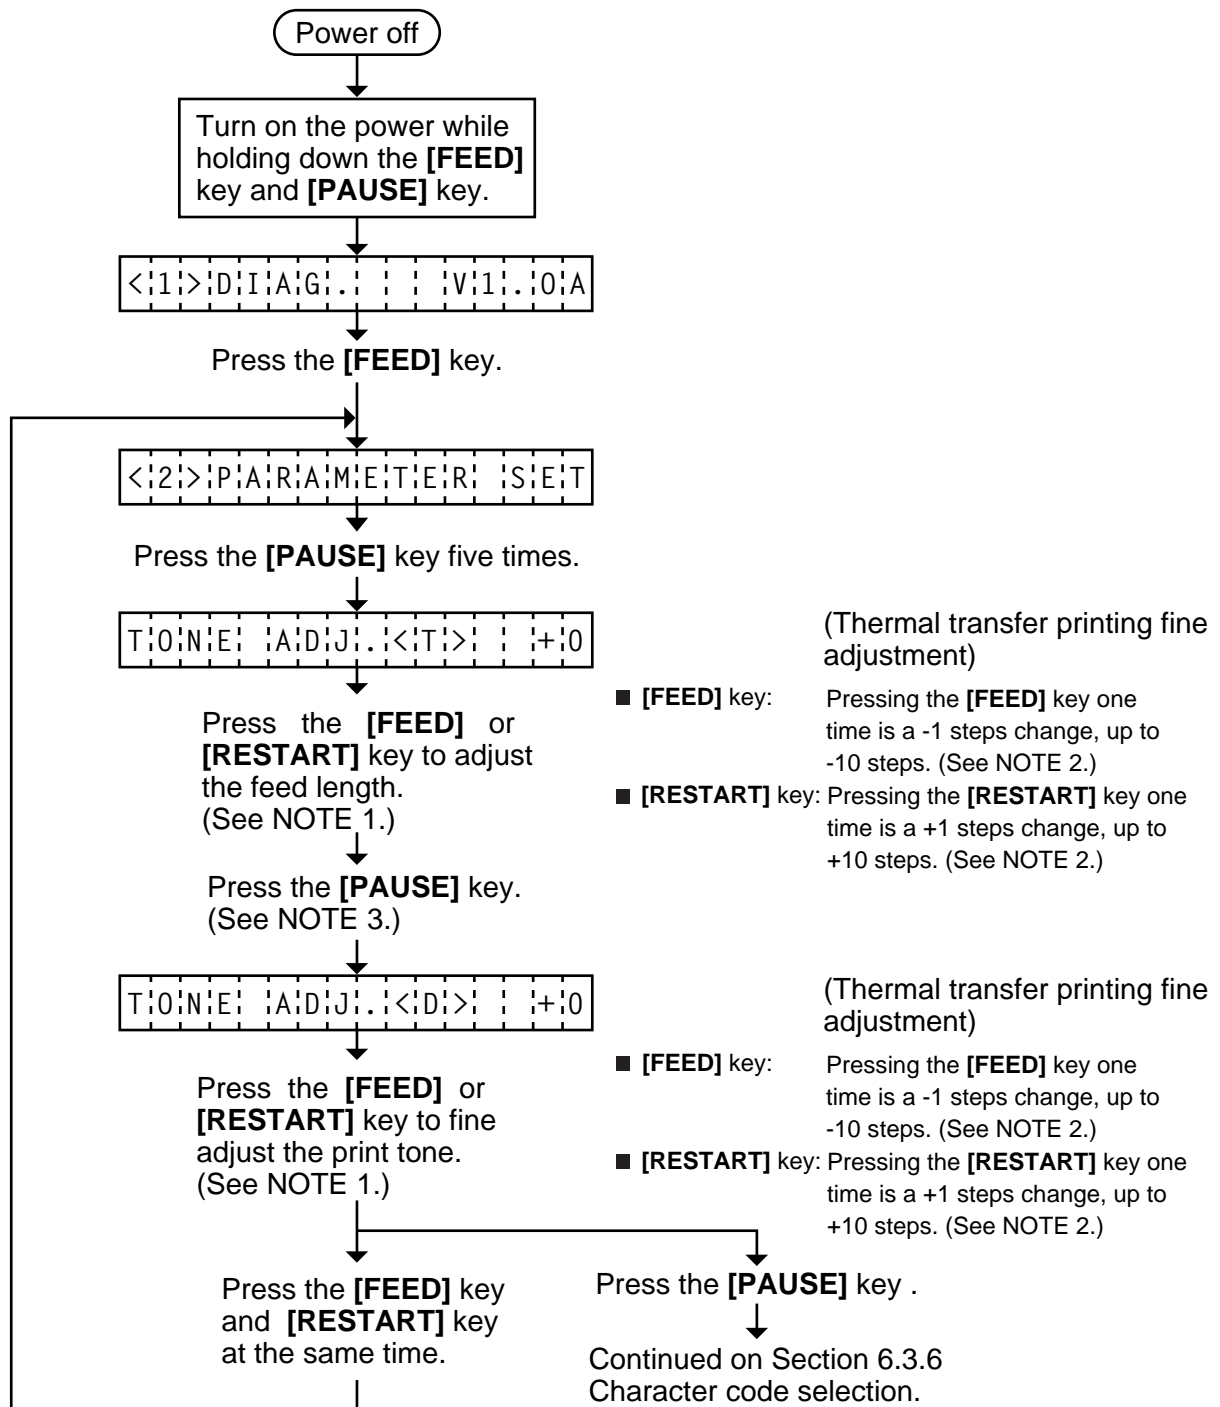 Power off
Turn on the power while
holding down the [FEED]
key and [PAUSE] key.
<1>DIAG.    V1.0A
Press the [FEED] key.
<2>PARAMETER SET
Press the [PAUSE] key five times.
TONE ADJ.<T>  +0
(Thermal transfer printing fine
adjustment)
Press the [FEED] or
[RESTART] key to adjust
the feed length.
(See NOTE 1.)
■ [FEED] key: Pressing the [FEED] key one
time is a -1 steps change, up to
-10 steps. (See NOTE 2.)
■ [RESTART] key: Pressing the [RESTART] key one
time is a +1 steps change, up to
+10 steps. (See NOTE 2.)
Press the [PAUSE] key.
(See NOTE 3.)
TONE ADJ.<D>  +0
(Thermal transfer printing fine
adjustment)
Press the [FEED] or
[RESTART] key to fine
adjust the print tone.
(See NOTE 1.)
■ [FEED] key: Pressing the [FEED] key one
time is a -1 steps change, up to
-10 steps. (See NOTE 2.)
■ [RESTART] key: Pressing the [RESTART] key one
time is a +1 steps change, up to
+10 steps. (See NOTE 2.)
Press the [FEED] key
and [RESTART] key
at the same time.
Press the [PAUSE] key .
Continued on Section 6.3.6
Character code selection.